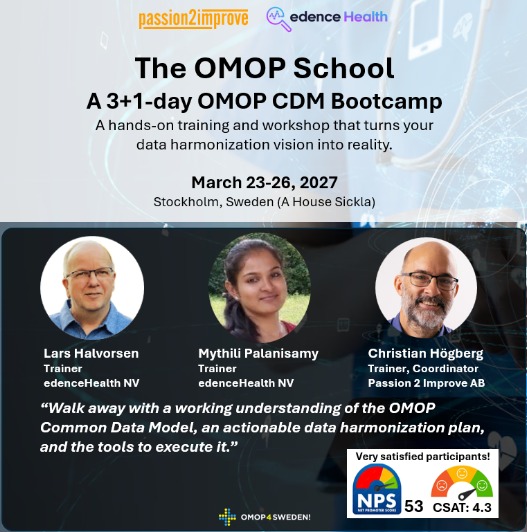 passion2improve
edence Health
The OMOP School
A 3+1-day OMOP CDM Bootcamp
A hands-on training and workshop that turns your
data harmonization vision into reality.
March 23-26, 2027
Stockholm, Sweden (A House Sickla)
Lars Halvorsen
Trainer
edenceHealth NV
Mythili Palanisamy
Trainer
edenceHealth NV
Christian Högberg
Trainer, Coordinator
Passion 2 Improve AB
“Walk away with a working understanding of the OMOP
Common Data Model, an actionable data harmonization plan,
and the tools to execute it.”
Very satisfied participants!
NPS
NET PROMOTER SCORE
53
CSAT: 4.3
OMOP4SWEDEN!